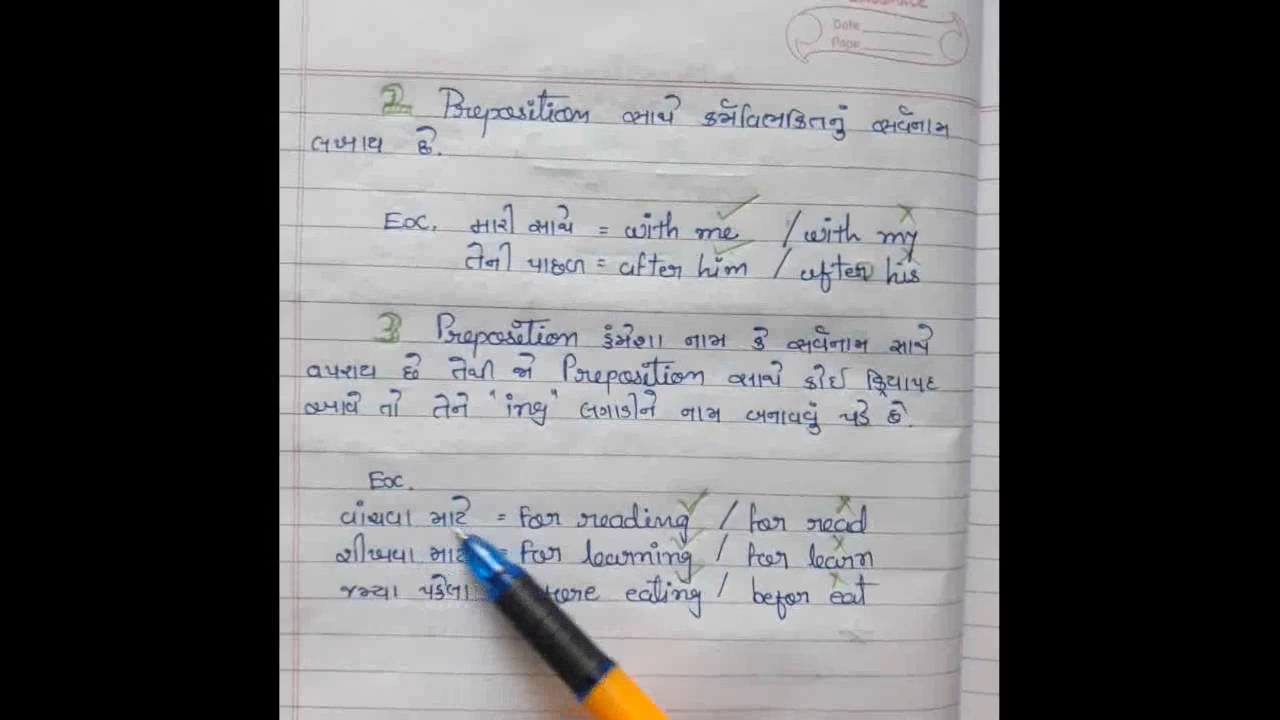 Date
Page
2. Preposition સાથે કર્મવિભક્તિનું સર્વનામ
લખાય છે.
Ex. મારી સાથે = with me / with my
તેની પાછળ = after him / after his
3 Preposition હંમેશા નામ કે સર્વનામ સાથે
વપરાય છે તેથી જો Preposition સાથે કોઈ ક્રિયાપદ
આવે તો તેને "ing" લગાડીને નામ બનાવવું પડે છે.
Ex.
વાંચવા માટે = for reading / for read
શીખવા માટે = for learning / for learn
જમ્યા પહેલા eating / befor eat